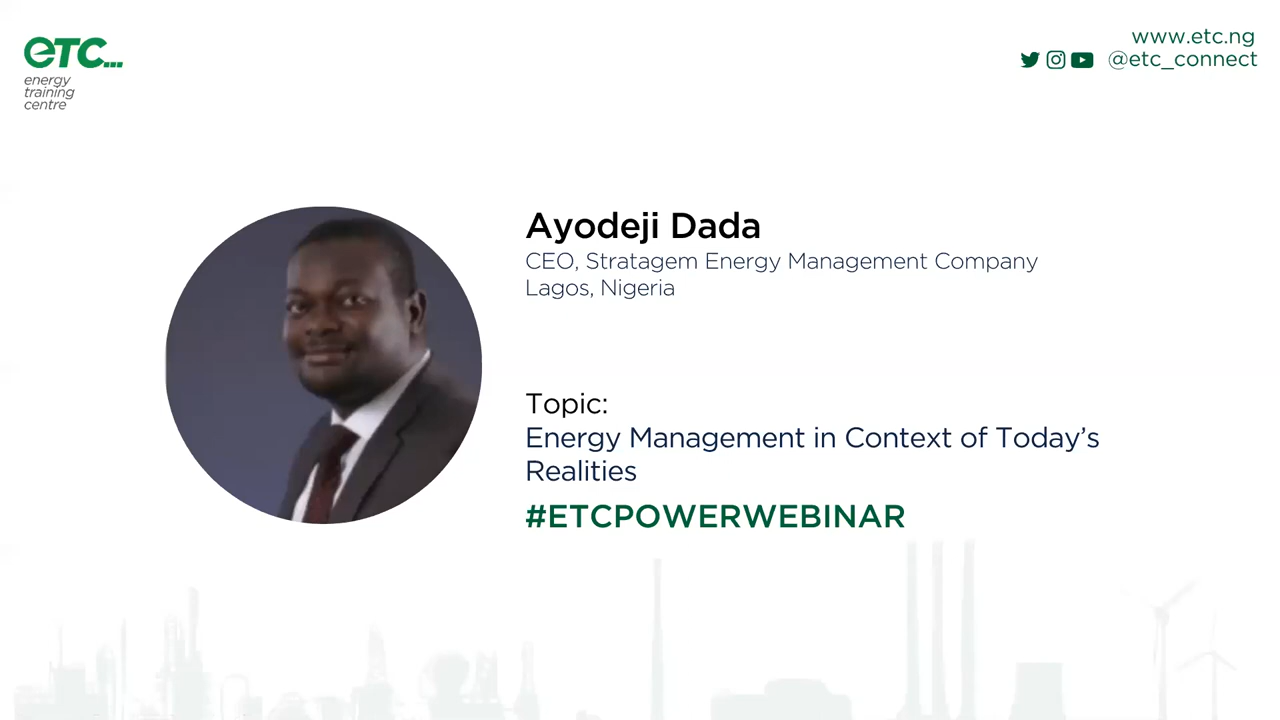 eTC...
energy
training
centre
www.etc.ng
@etc_connect
Ayodeji Dada
CEO, Stratagem Energy Management Company
Lagos, Nigeria
Topic:
Energy Management in Context of Today’s
Realities
#ETCPOWERWEBINAR